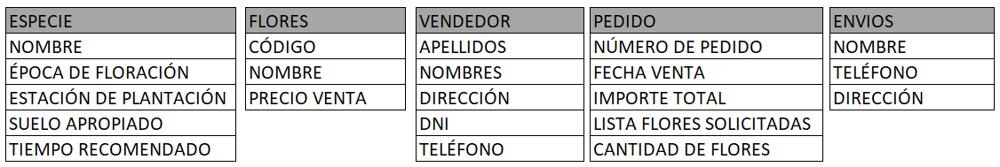 ESPECIE
NOMBRE
ÉPOCA DE FLORACIÓN
ESTACIÓN DE PLANTACIÓN
SUELO APROPIADO
TIEMPO RECOMENDADO
FLORES
CÓDIGO
NOMBRE
PRECIO VENTA
VENDEDOR
APELLIDOS
NOMBRES
DIRECCIÓN
DNI
TELÉFONO
PEDIDO
NÚMERO DE PEDIDO
FECHA VENTA
IMPORTE TOTAL
LISTA FLORES SOLICITADAS
CANTIDAD DE FLORES
ENVIOS
NOMBRE
TELÉFONO
DIRECCIÓN